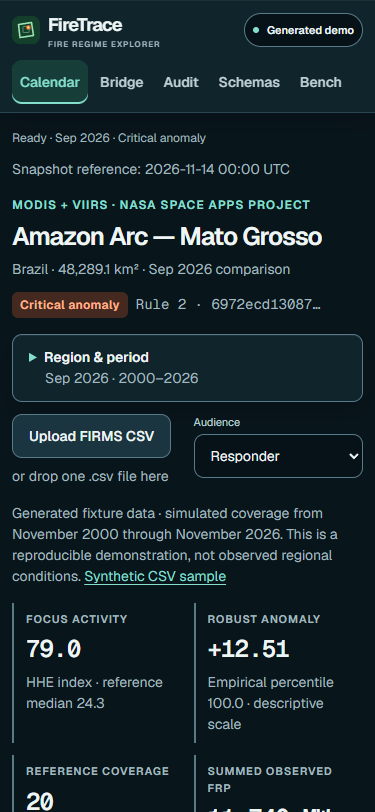 FireTrace
FIRE REGIME EXPLORER
Generated demo
Calendar Bridge Audit Schemas Bench
Ready · Sep 2026 · Critical anomaly
Snapshot reference: 2026-11-14 00:00 UTC
MODIS + VIIRS · NASA SPACE APPS PROJECT
Amazon Arc — Mato Grosso
Brazil · 48,289.1 km² · Sep 2026 comparison
Critical anomaly Rule 2 · 6972ecd13087…
Region & period
Sep 2026 · 2000–2026
Upload FIRMS CSV
or drop one .csv file here
Audience
Responder
Generated fixture data · simulated coverage from
November 2000 through November 2026. This is a
reproducible demonstration, not observed regional
conditions. Synthetic CSV sample
FOCUS ACTIVITY
79.0
HHE index · reference
median 24.3
ROBUST ANOMALY
+12.51
Empirical percentile
100.0 · descriptive
scale
REFERENCE COVERAGE
20
SUMMED OBSERVED
FRP